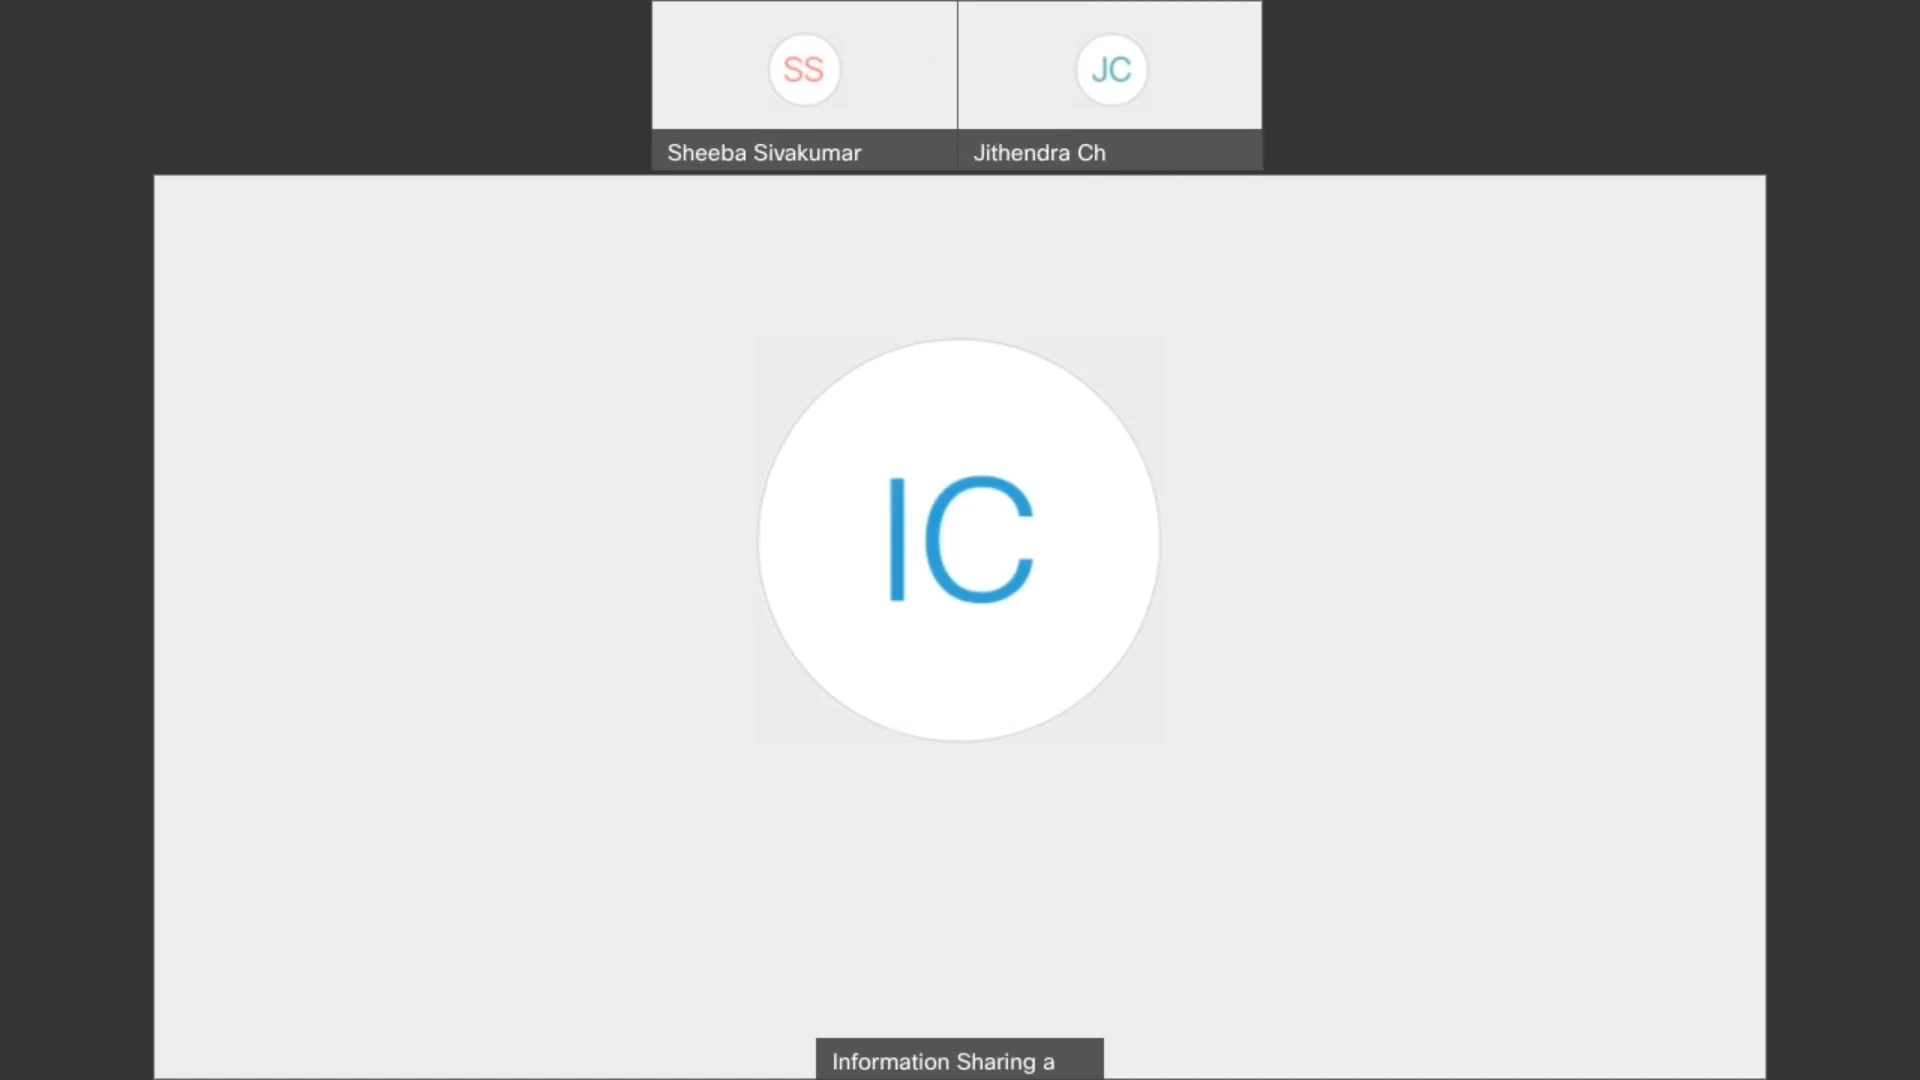 SS
JC
Sheeba Sivakumar
Jithendra Ch
IC
Information Sharing a